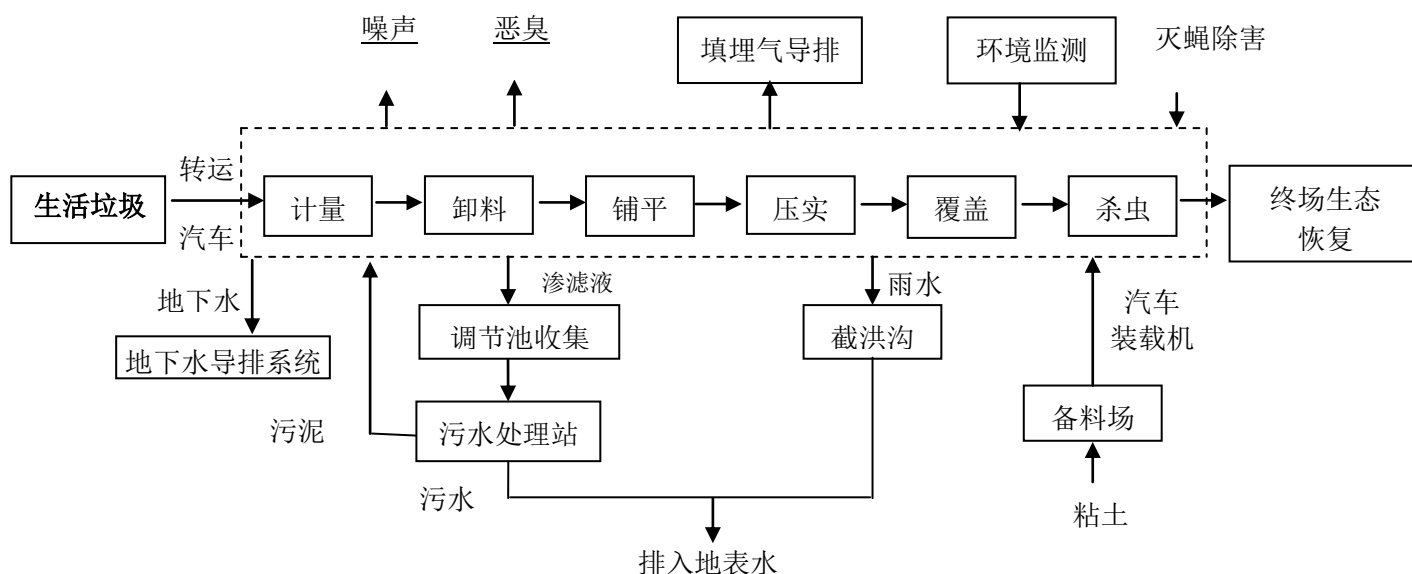 噪声
恶臭
填埋气导排
环境监测
灭蝇除害
转运
生活垃圾
汽车
计量
卸料
铺平
压实
覆盖
杀虫
终场生态
恢复
地下水
渗滤液
雨水
汽车
装载机
地下水导排系统
调节池收集
截洪沟
污泥
污水处理站
备料场
污水
粘土
排入地表水